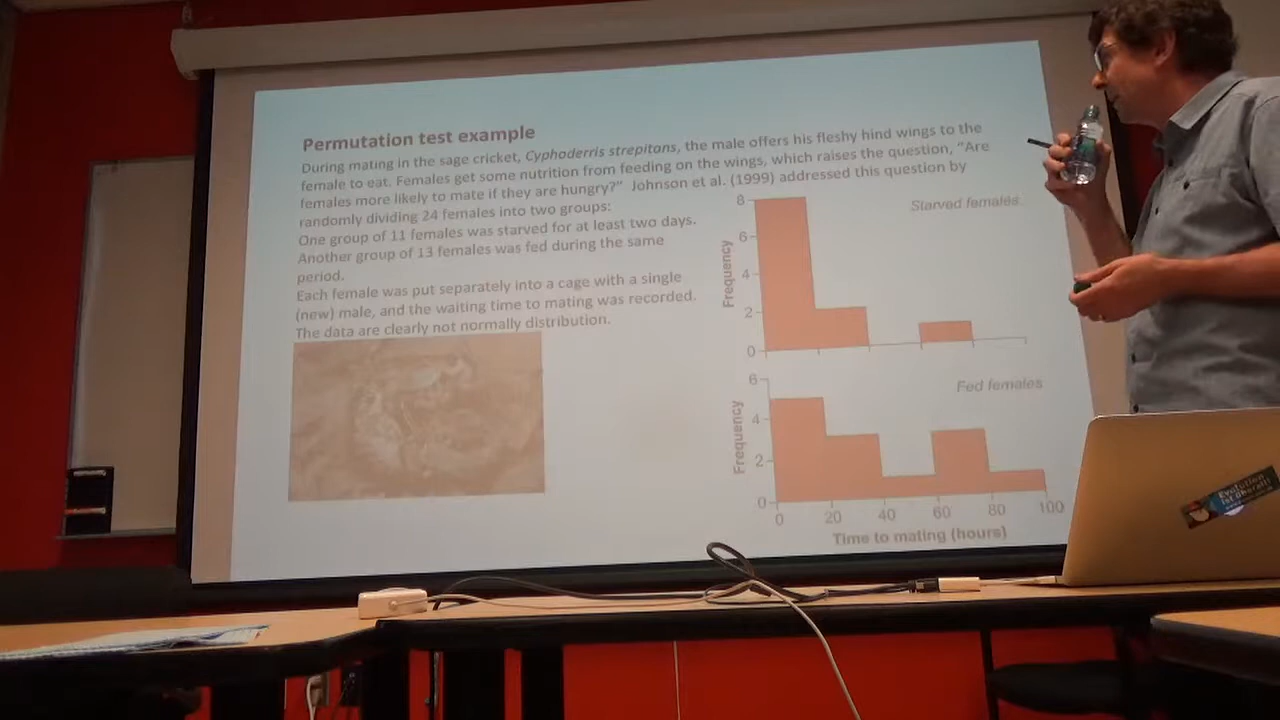 Permutation test example
During mating in the sage cricket, Cyphoderris strepitans, the male offers his fleshy hind wings to the
female to eat. Females get some nutrition from feeding on the wings, which raises the question, “Are
females more likely to mate if they are hungry?” Johnson et al. (1999) addressed this question by
randomly dividing 24 females into two groups:
One group of 11 females was starved for at least two days.
Another group of 13 females was fed during the same
period.
Each female was put separately into a cage with a single
(new) male, and the waiting time to mating was recorded.
The data are clearly not normally distribution.
Starved females
Frequency
8
6
4
2
0
Fed females
Frequency
6
4
2
0
0 20 40 60 80 100
Time to mating (hours)
Evolution